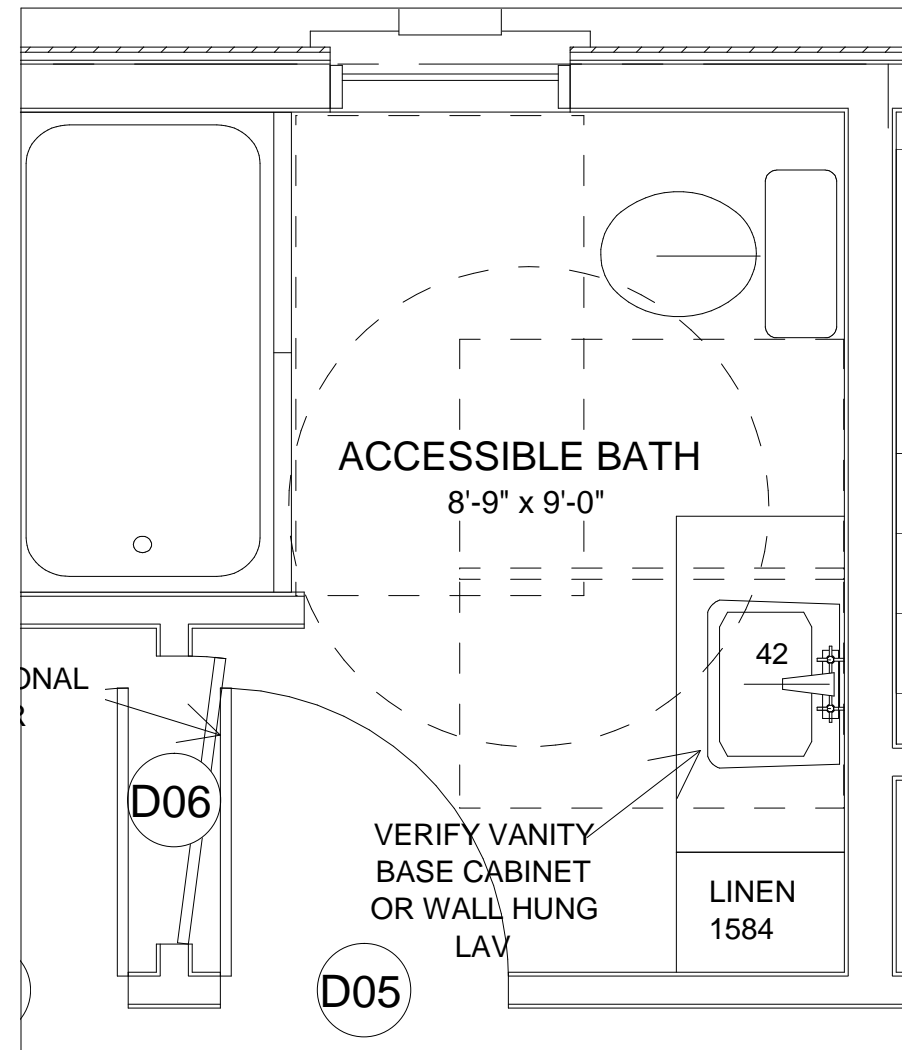 ACCESSIBLE BATH
8'-9" x 9'-0"
42
ONAL
R
D06
VERIFY VANITY
BASE CABINET
OR WALL HUNG
LAV
LINEN
1584
D05